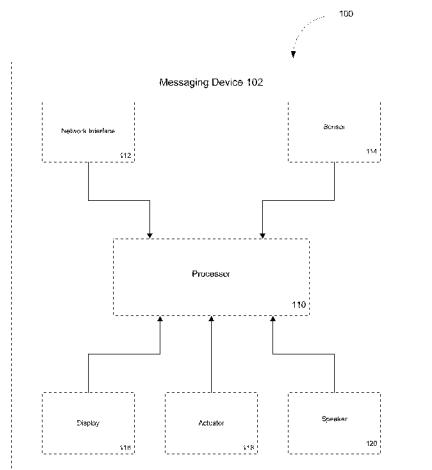 100
Messaging Device 102
Network Interface
112
Sensor
114
Processor
110
Display
116
Actuator
118
Speaker
120